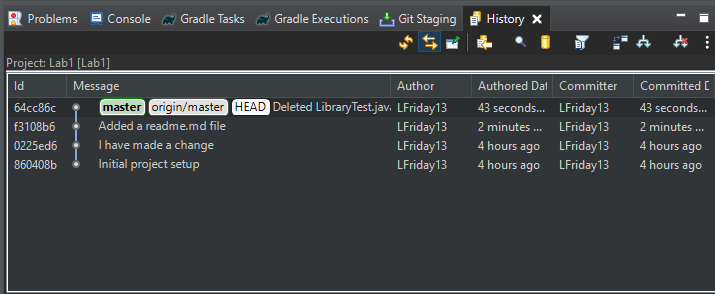 Problems Console Gradle Tasks Gradle Executions Git Staging History
Project: Lab1 [Lab1]
Id Message Author Authored Dat Committer Committed D
64cc86c master origin/master HEAD Deleted LibraryTest.java LFriday13 43 seconds... LFriday13 43 seconds...
f3108b6 Added a readme.md file LFriday13 2 minutes ... LFriday13 2 minutes ...
0225ed6 I have made a change LFriday13 4 hours ago LFriday13 4 hours ago
860408b Initial project setup LFriday13 4 hours ago LFriday13 4 hours ago